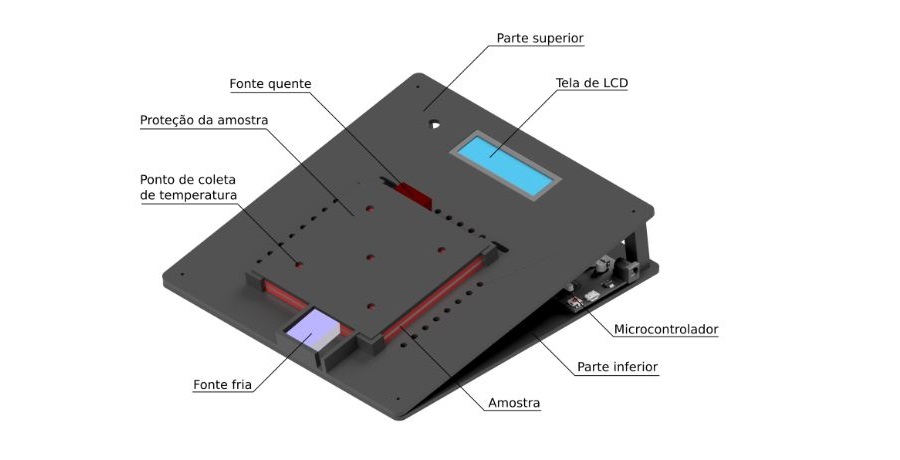 Parte superior
Fonte quente
Tela de LCD
Proteção da amostra
Ponto de coleta
de temperatura
Microcontrolador
Parte inferior
Fonte fria
Amostra